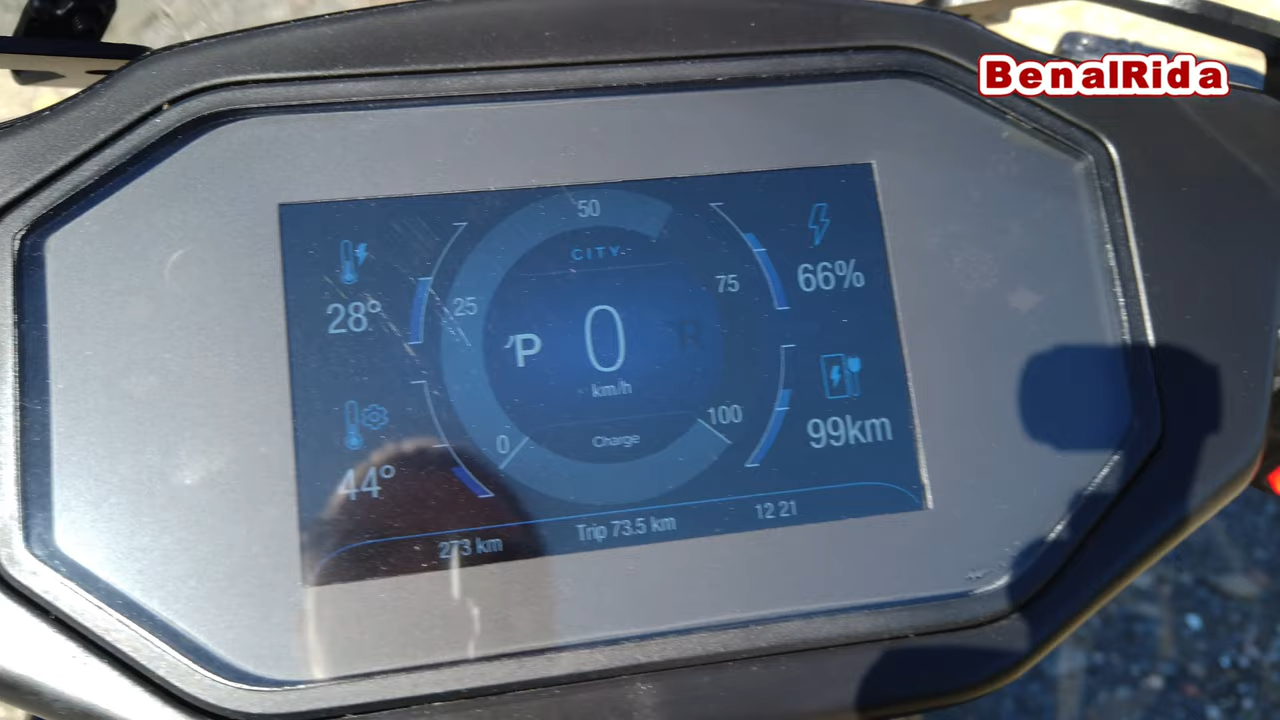 BenalRida
50
CITY
66%
75
25
28°
P
0
R
km/h
100
99km
Charge
0
44°
12 21
Trip 73.5 km
273 km